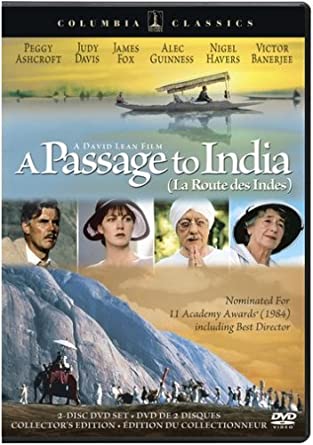 COLUMBIA CLASSICS
PEGGY ASHCROFT
JUDY DAVIS
JAMES FOX
ALEC GUINNESS
NIGEL HAVERS
VICTOR BANERJEE
A DAVID LEAN FILM
A PASSAGE TO INDIA
(La Route des Indes)
Nominated For
11 Academy Awards® (1984)
including Best Director
2-DISC DVD SET • DVD DE 2 DISQUES
COLLECTOR'S EDITION • ÉDITION DU COLLECTIONNEUR
DVD
VIDEO